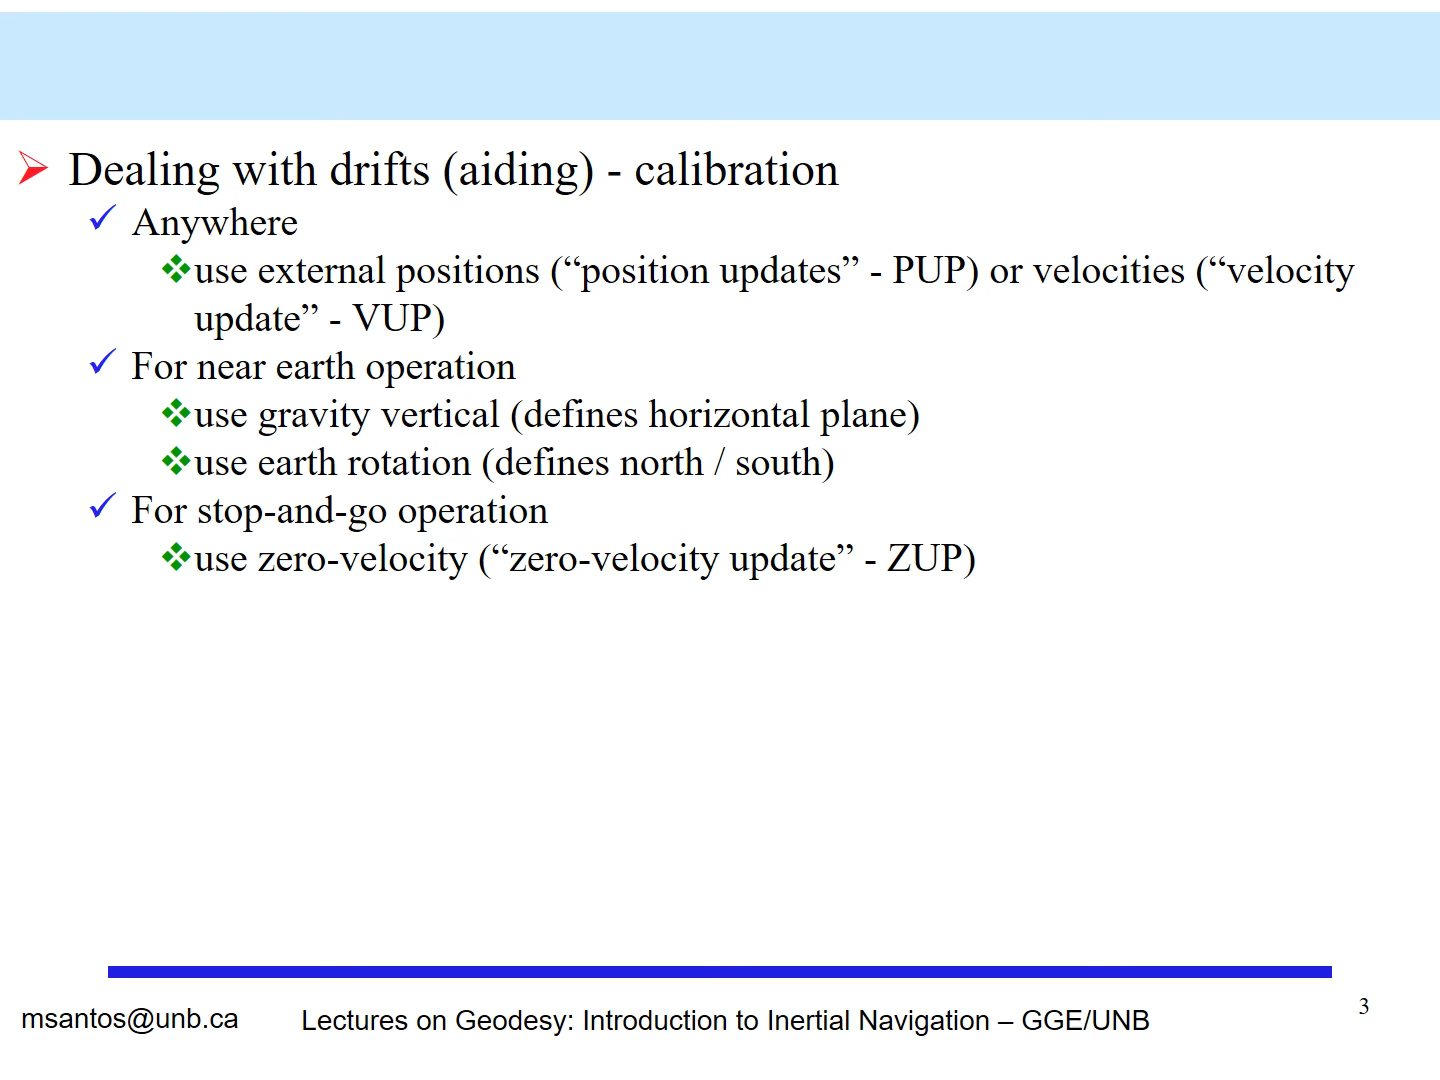 Dealing with drifts (aiding) - calibration
Anywhere
use external positions (“position updates” - PUP) or velocities (“velocity
update” - VUP)
For near earth operation
use gravity vertical (defines horizontal plane)
use earth rotation (defines north / south)
For stop-and-go operation
use zero-velocity (“zero-velocity update” - ZUP)
msantos@unb.ca
Lectures on Geodesy: Introduction to Inertial Navigation – GGE/UNB
3